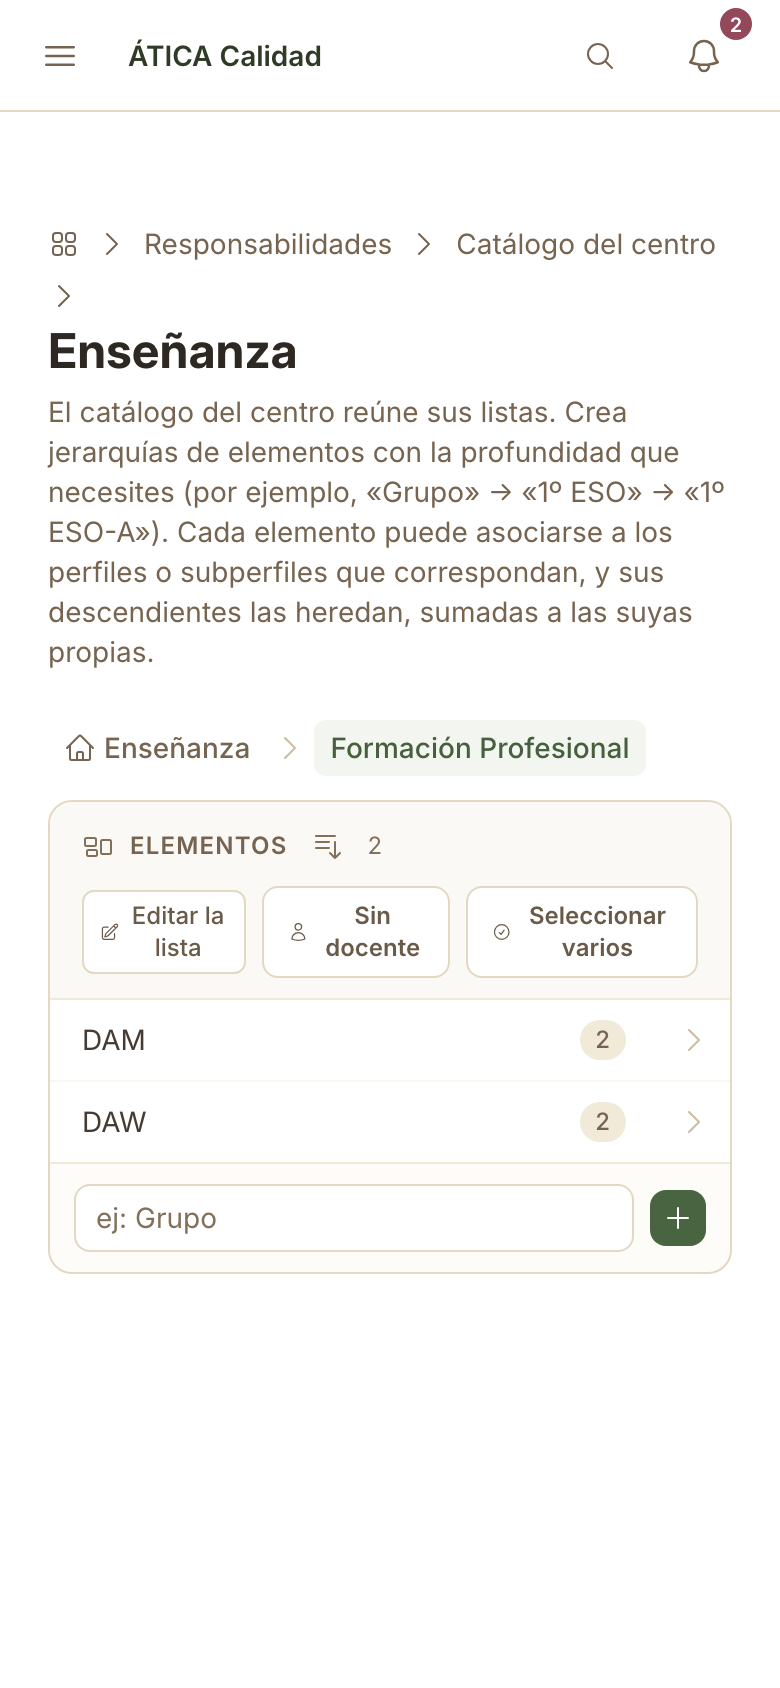 ÁTICA Calidad
2
Responsabilidades
Catálogo del centro
Enseñanza
El catálogo del centro reúne sus listas. Crea
jerarquías de elementos con la profundidad que
necesites (por ejemplo, «Grupo» → «1º ESO» → «1º
ESO-A»). Cada elemento puede asociarse a los
perfiles o subperfiles que correspondan, y sus
descendientes las heredan, sumadas a las suyas
propias.
Enseñanza
Formación Profesional
ELEMENTOS
2
Editar la
lista
Sin
docente
Seleccionar
varios
DAM
2
DAW
2
ej: Grupo